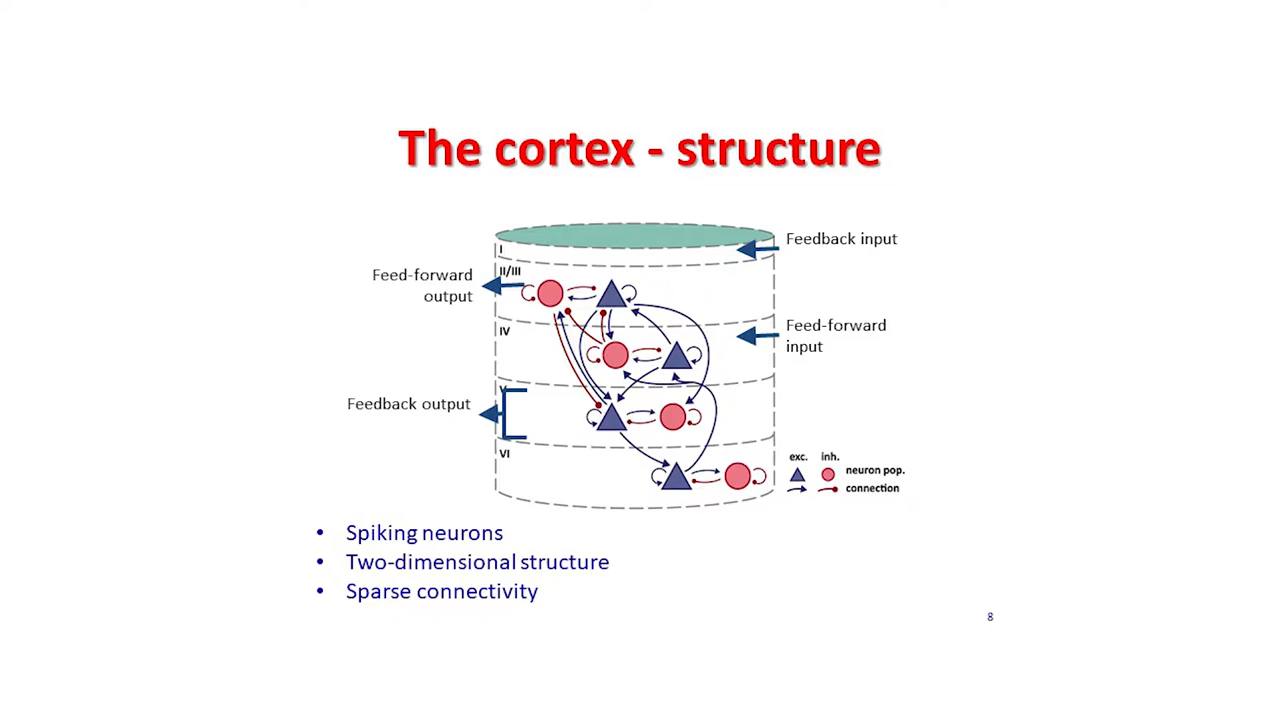 The cortex - structure
Feedback input
I
II/III
Feed-forward
output
IV
Feed-forward
input
V
Feedback output
VI
exc. inh.
neuron pop.
connection
• Spiking neurons
• Two-dimensional structure
• Sparse connectivity
8